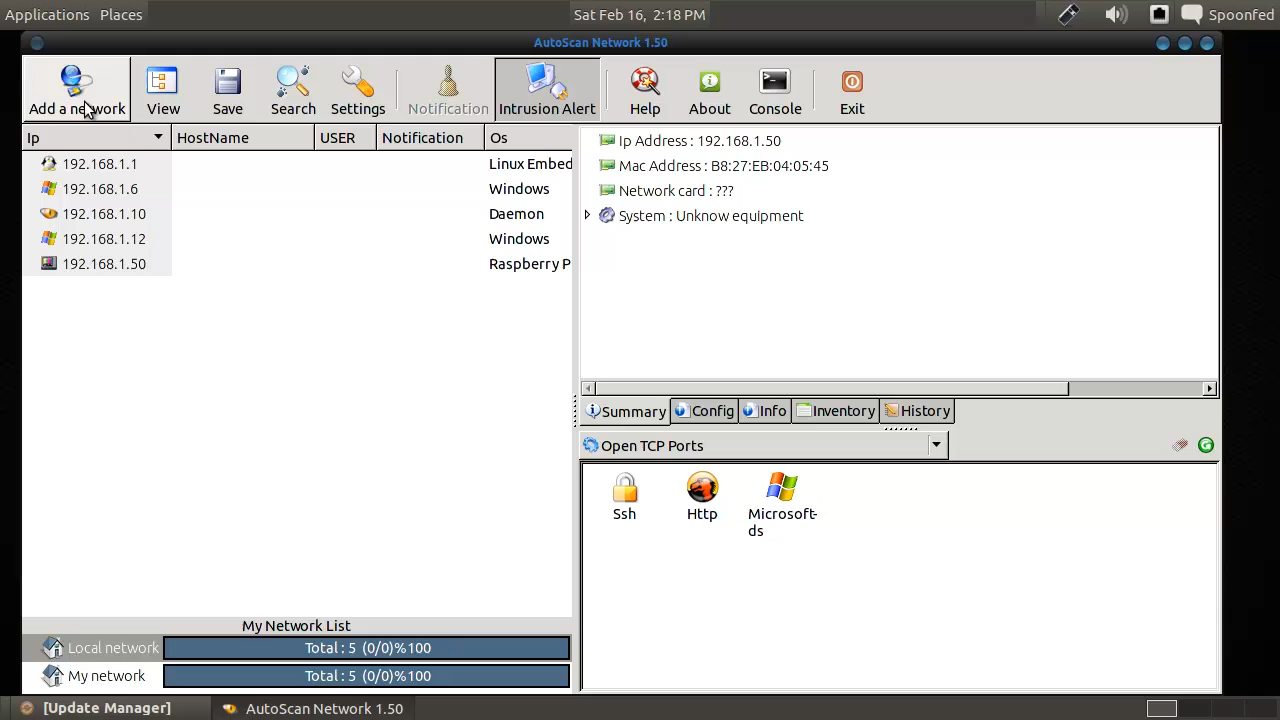 Applications Places Sat Feb 16, 2:18 PM Spoonfed
AutoScan Network 1.50
Add a network View Save Search Settings Notification Intrusion Alert Help About Console Exit
Ip HostName USER Notification Os
192.168.1.1 Linux Embed
192.168.1.6 Windows
192.168.1.10 Daemon
192.168.1.12 Windows
192.168.1.50 Raspberry P
Ip Address : 192.168.1.50
Mac Address : B8:27:EB:04:05:45
Network card : ???
System : Unknow equipment
Summary Config Info Inventory History
Open TCP Ports
Ssh Http Microsoft-
ds
My Network List
Local network Total : 5 (0/0)%100
My network Total : 5 (0/0)%100
[Update Manager] AutoScan Network 1.50